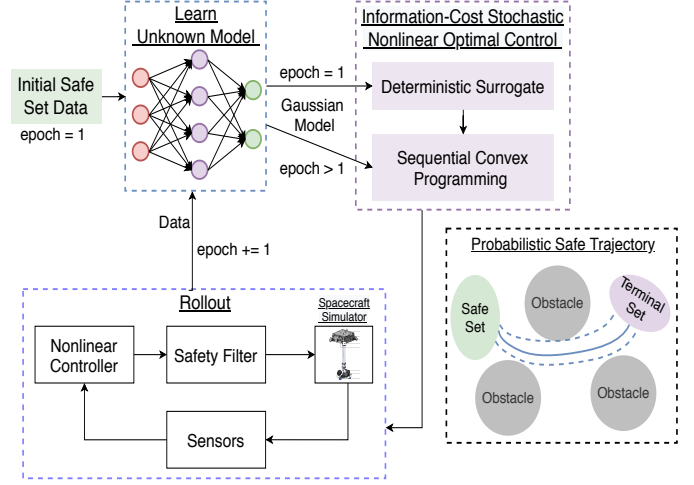 Learn
Unknown Model
Information-Cost Stochastic
Nonlinear Optimal Control
Initial Safe
Set Data
epoch = 1
epoch = 1
Gaussian
Model
epoch > 1
Deterministic Surrogate
Sequential Convex
Programming
Data
epoch += 1
Rollout
Nonlinear
Controller
Safety Filter
Spacecraft
Simulator
Sensors
Probabilistic Safe Trajectory
Safe
Set
Obstacle
Terminal
Set
Obstacle
Obstacle